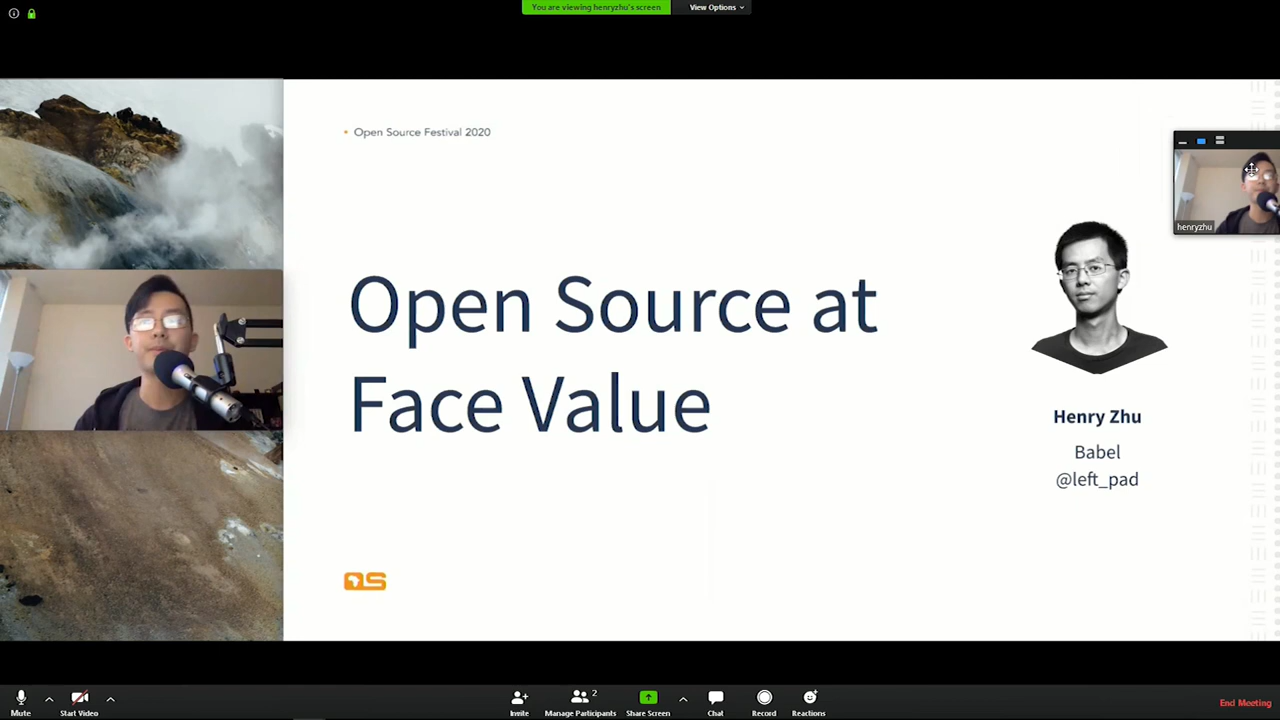 You are viewing henryzhu's screen
View Options
Open Source Festival 2020
henryzhu
Open Source at
Face Value
Henry Zhu
Babel
@left_pad
OS
Mute
Start Video
Invite
2
Manage Participants
Share Screen
Chat
Record
Reactions
End Meeting